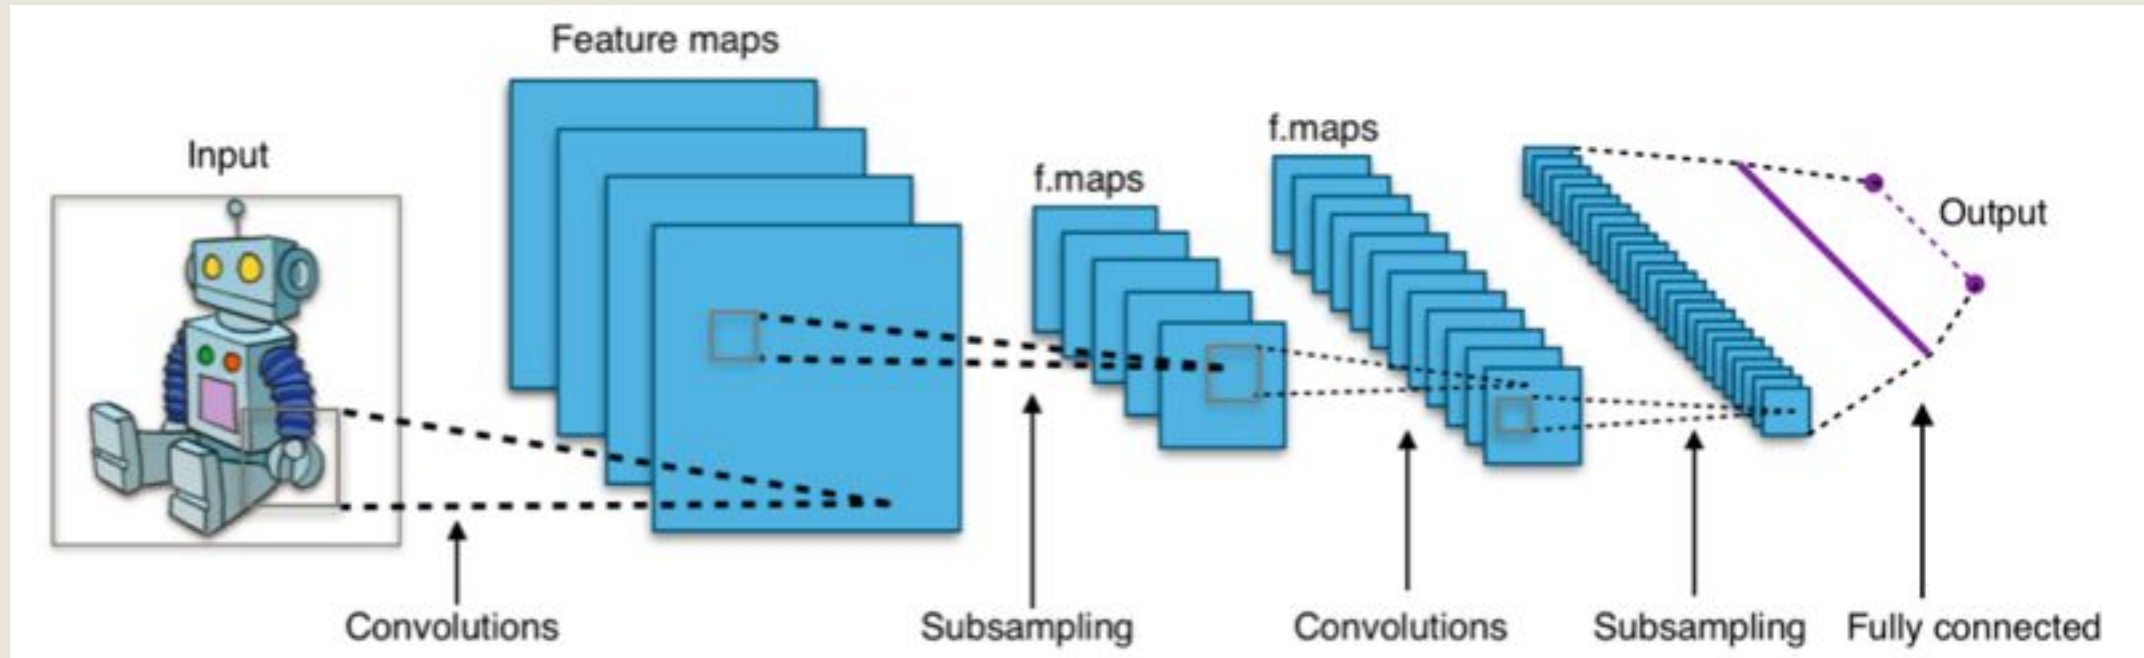 Feature maps
Input
f.maps
f.maps
Output
Convolutions
Subsampling
Convolutions
Subsampling
Fully connected